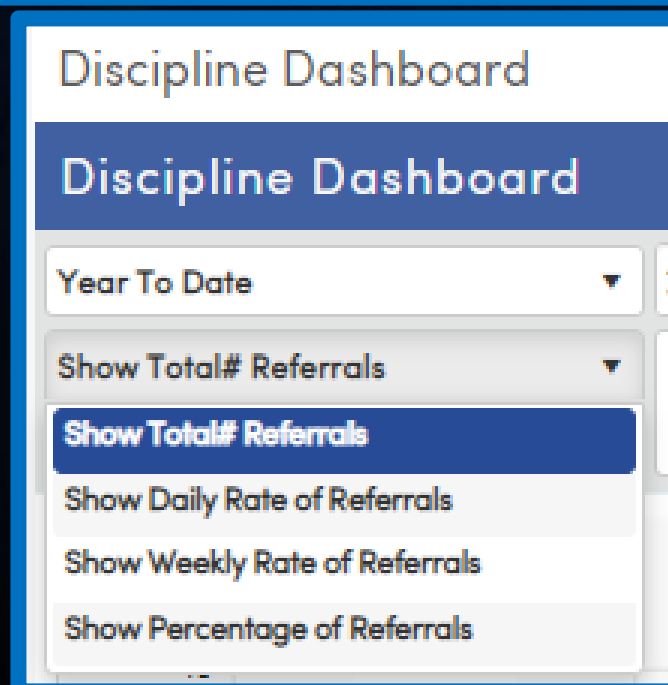 Discipline Dashboard
Discipline Dashboard
Year To Date
Show Total# Referrals
Show Total# Referrals
Show Daily Rate of Referrals
Show Weekly Rate of Referrals
Show Percentage of Referrals